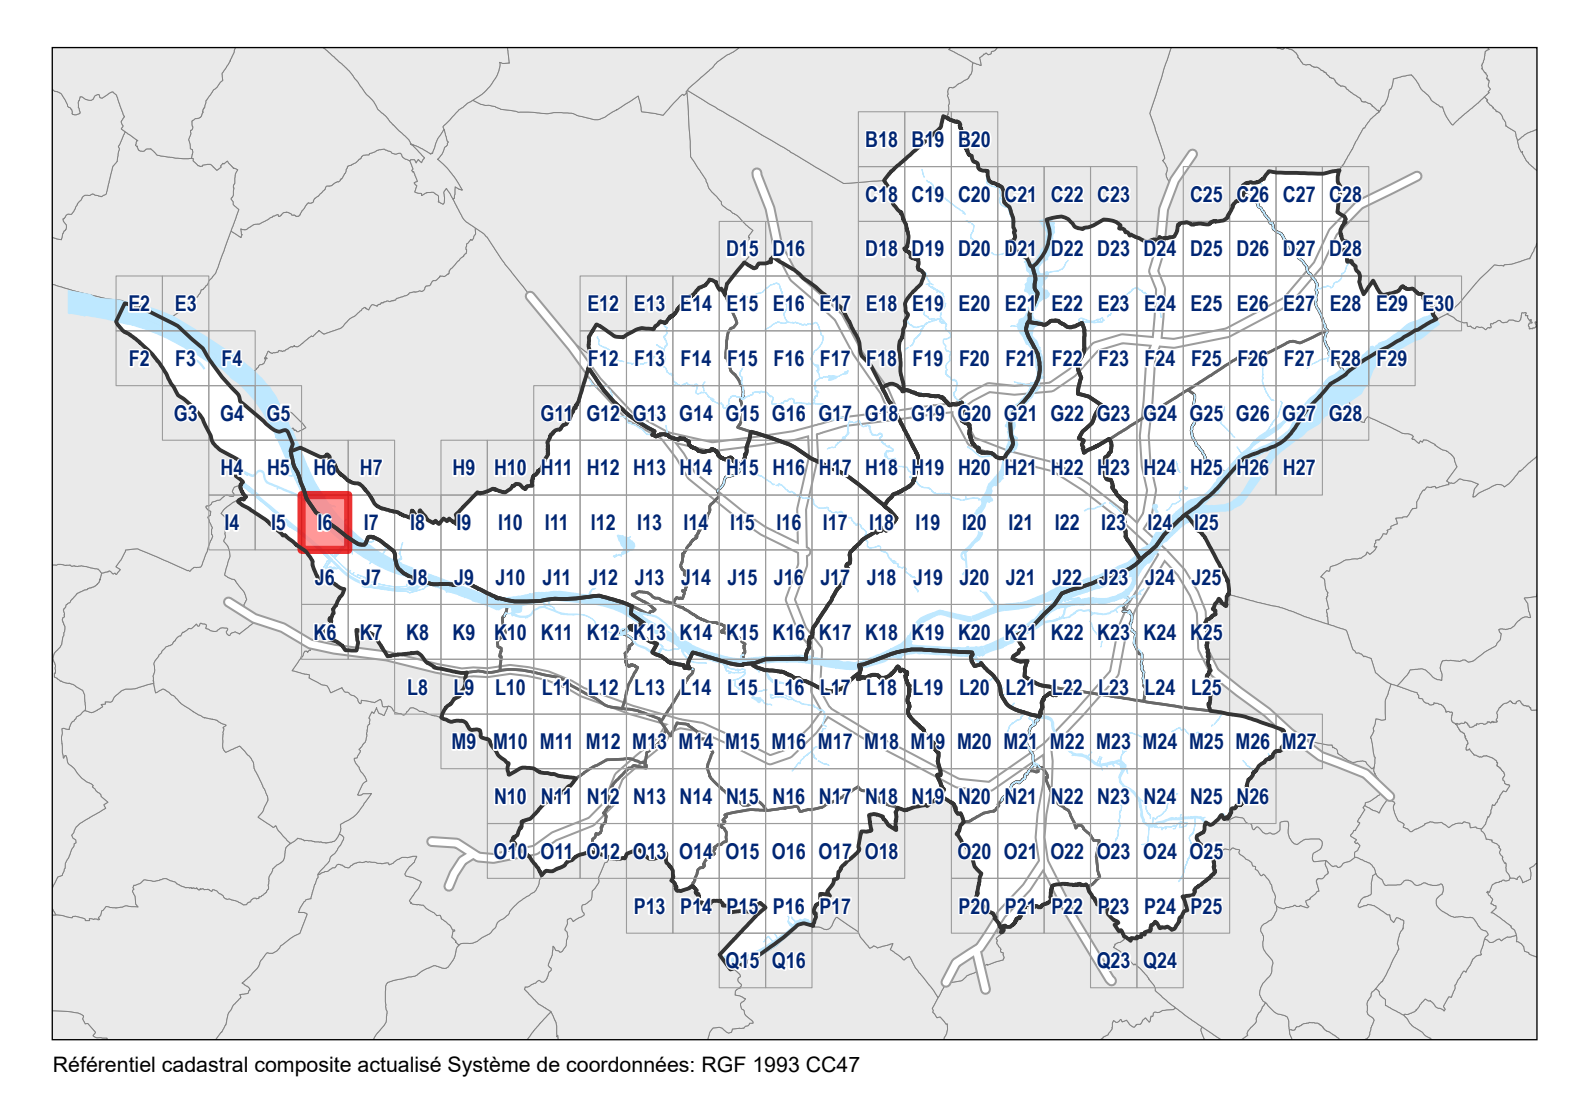 B18 B19 B20
C18 C19 C20 C21 C22 C23 C25 C26 C27 C28
D15 D16 D18 D19 D20 D21 D22 D23 D24 D25 D26 D27 D28
E2 E3 E12 E13 E14 E15 E16 E17 E18 E19 E20 E21 E22 E23 E24 E25 E26 E27 E28 E29 E30
F2 F3 F4 F12 F13 F14 F15 F16 F17 F18 F19 F20 F21 F22 F23 F24 F25 F26 F27 F28 F29
G3 G4 G5 G11 G12 G13 G14 G15 G16 G17 G18 G19 G20 G21 G22 G23 G24 G25 G26 G27 G28
H4 H5 H6 H7 H9 H10 H11 H12 H13 H14 H15 H16 H17 H18 H19 H20 H21 H22 H23 H24 H25 H26 H27
I4 I5 I6 I7 I8 I9 I10 I11 I12 I13 I14 I15 I16 I17 I18 I19 I20 I21 I22 I23 I24 I25
J6 J7 J8 J9 J10 J11 J12 J13 J14 J15 J16 J17 J18 J19 J20 J21 J22 J23 J24 J25
K6 K7 K8 K9 K10 K11 K12 K13 K14 K15 K16 K17 K18 K19 K20 K21 K22 K23 K24 K25
L8 L9 L10 L11 L12 L13 L14 L15 L16 L17 L18 L19 L20 L21 L22 L23 L24 L25
M9 M10 M11 M12 M13 M14 M15 M16 M17 M18 M19 M20 M21 M22 M23 M24 M25 M26 M27
N10 N11 N12 N13 N14 N15 N16 N17 N18 N19 N20 N21 N22 N23 N24 N25 N26
O10 O11 O12 O13 O14 O15 O16 O17 O18 O20 O21 O22 O23 O24 O25
P13 P14 P15 P16 P17 P20 P21 P22 P23 P24 P25
Q15 Q16 Q23 Q24
Référentiel cadastral composite actualisé Système de coordonnées: RGF 1993 CC47